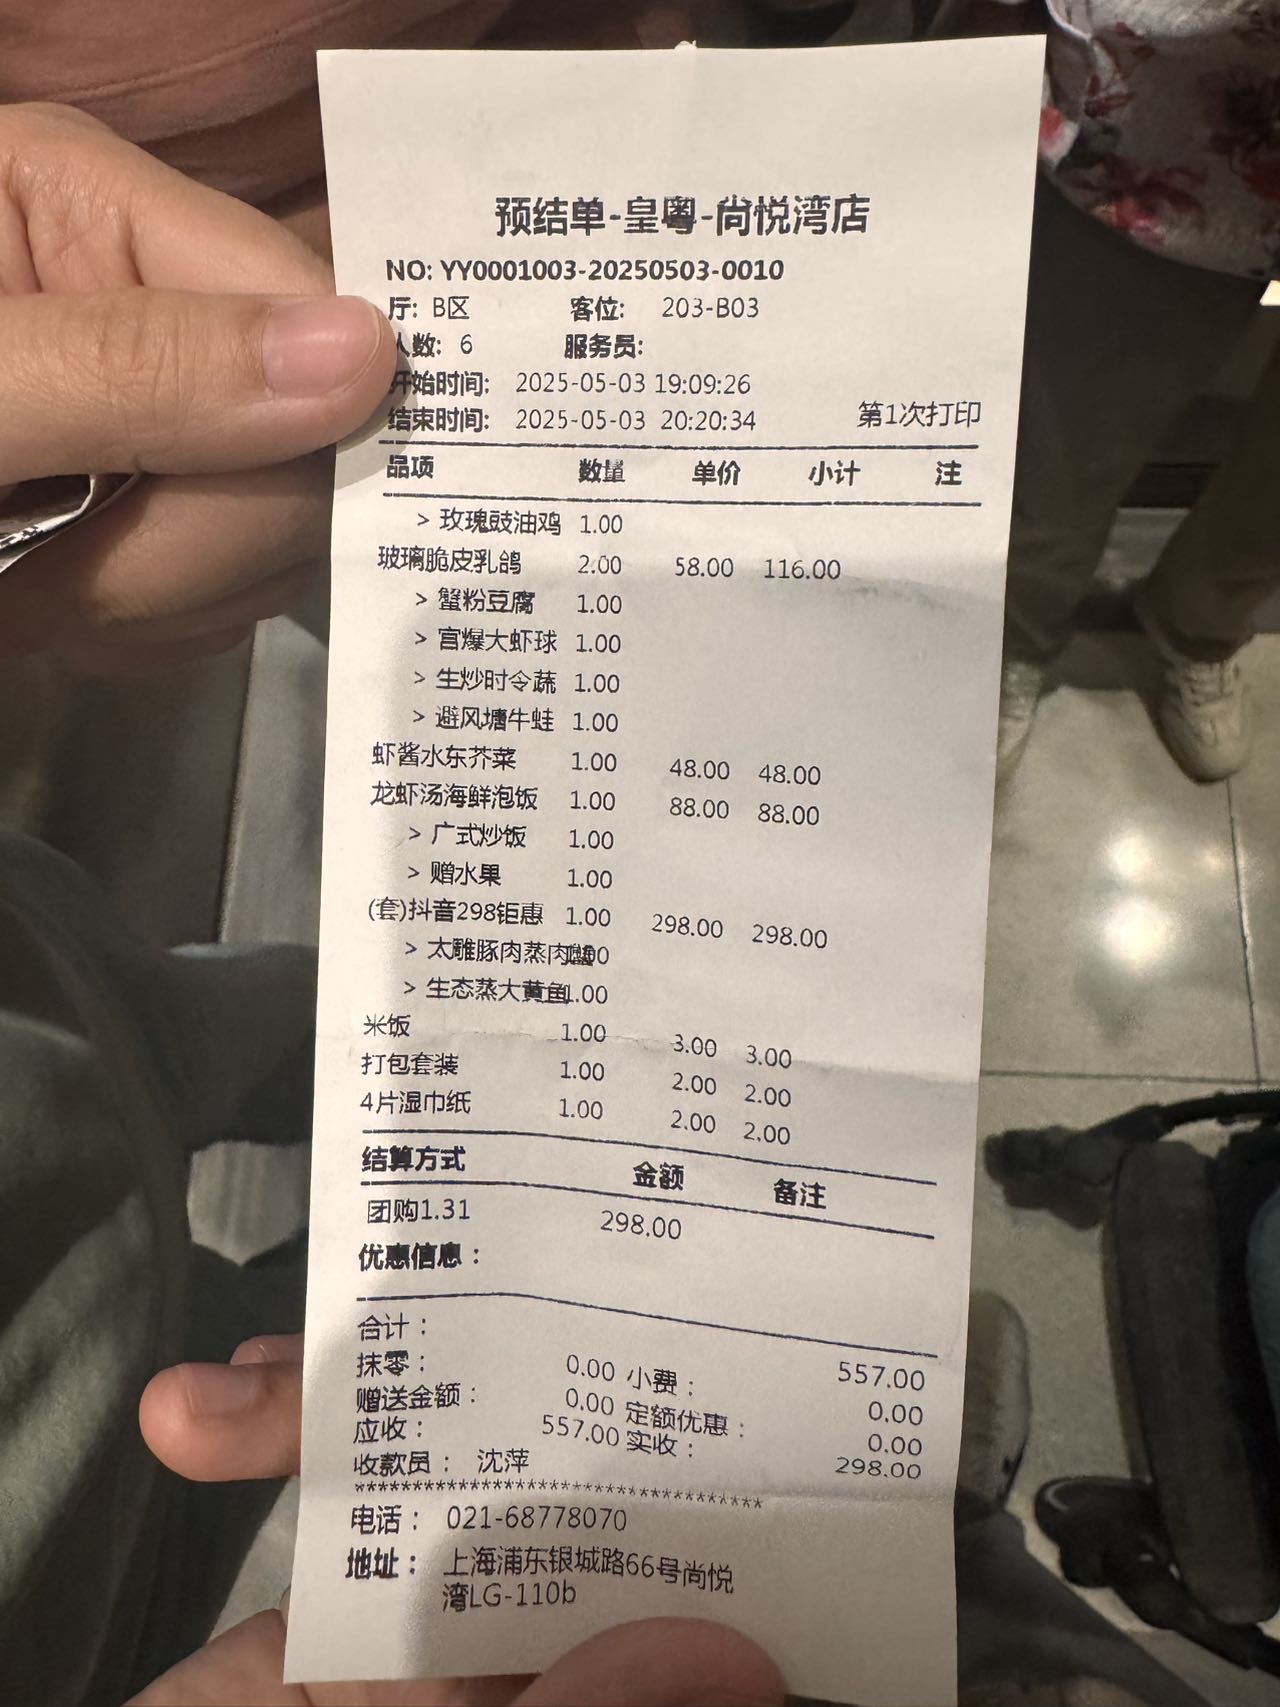 预结单-皇粤-尚悦湾店
NO: YY0001003-20250503-0010
厅: B区 客位: 203-B03
人数: 6 服务员:
开始时间: 2025-05-03 19:09:26
结束时间: 2025-05-03 20:20:34 第1次打印
品项 数量 单价 小计 注
> 玫瑰豉油鸡 1.00
玻璃脆皮乳鸽 2.00 58.00 116.00
> 蟹粉豆腐 1.00
> 宫爆大虾球 1.00
> 生炒时令蔬 1.00
> 避风塘牛蛙 1.00
虾酱水东芥菜 1.00 48.00 48.00
龙虾汤海鲜泡饭 1.00 88.00 88.00
> 广式炒饭 1.00
> 赠水果 1.00
(套)抖音298钜惠 1.00 298.00 298.00
> 太雕豚肉蒸肉蟹1.00
> 生态蒸大黄鱼1.00
米饭 1.00 3.00 3.00
打包套装 1.00 2.00 2.00
4片湿巾纸 1.00 2.00 2.00
结算方式 金额 备注
团购1.31 298.00
优惠信息：
合计： 557.00
抹零： 0.00 小费： 0.00
赠送金额： 0.00 定额优惠： 0.00
应收： 557.00 实收： 298.00
收款员： 沈萍
***********************************
电话： 021-68778070
地址： 上海浦东银城路66号尚悦
湾LG-110b